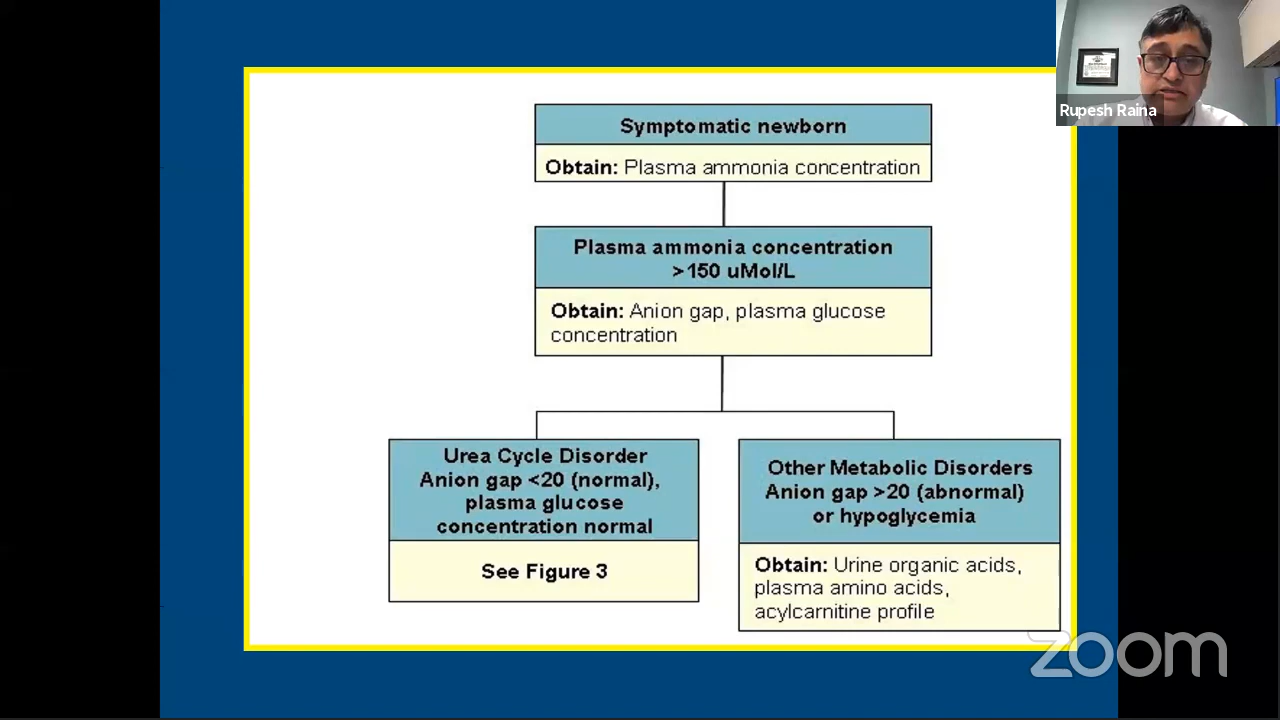 Rupesh Raina
Symptomatic newborn
Obtain: Plasma ammonia concentration
Plasma ammonia concentration
>150 uMol/L
Obtain: Anion gap, plasma glucose
concentration
Urea Cycle Disorder
Anion gap <20 (normal),
plasma glucose
concentration normal
See Figure 3
Other Metabolic Disorders
Anion gap >20 (abnormal)
or hypoglycemia
Obtain: Urine organic acids,
plasma amino acids,
acylcarnitine profile
zoom